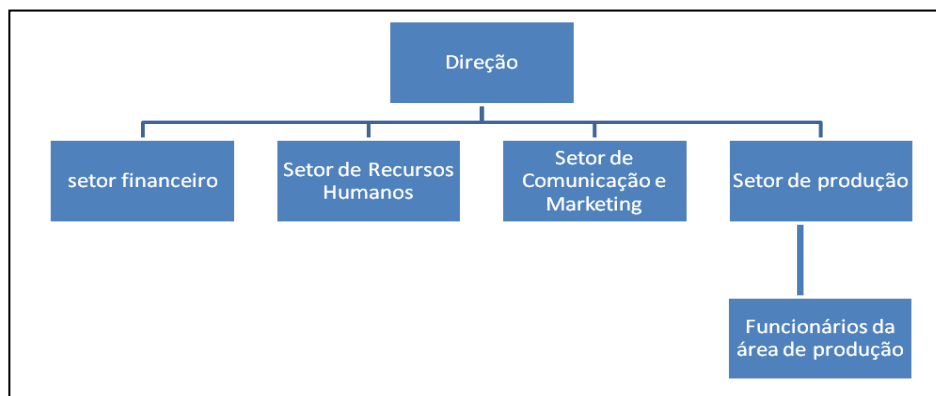 Direção
setor financeiro
Setor de Recursos
Humanos
Setor de
Comunicação e
Marketing
Setor de produção
Funcionários da
área de produção